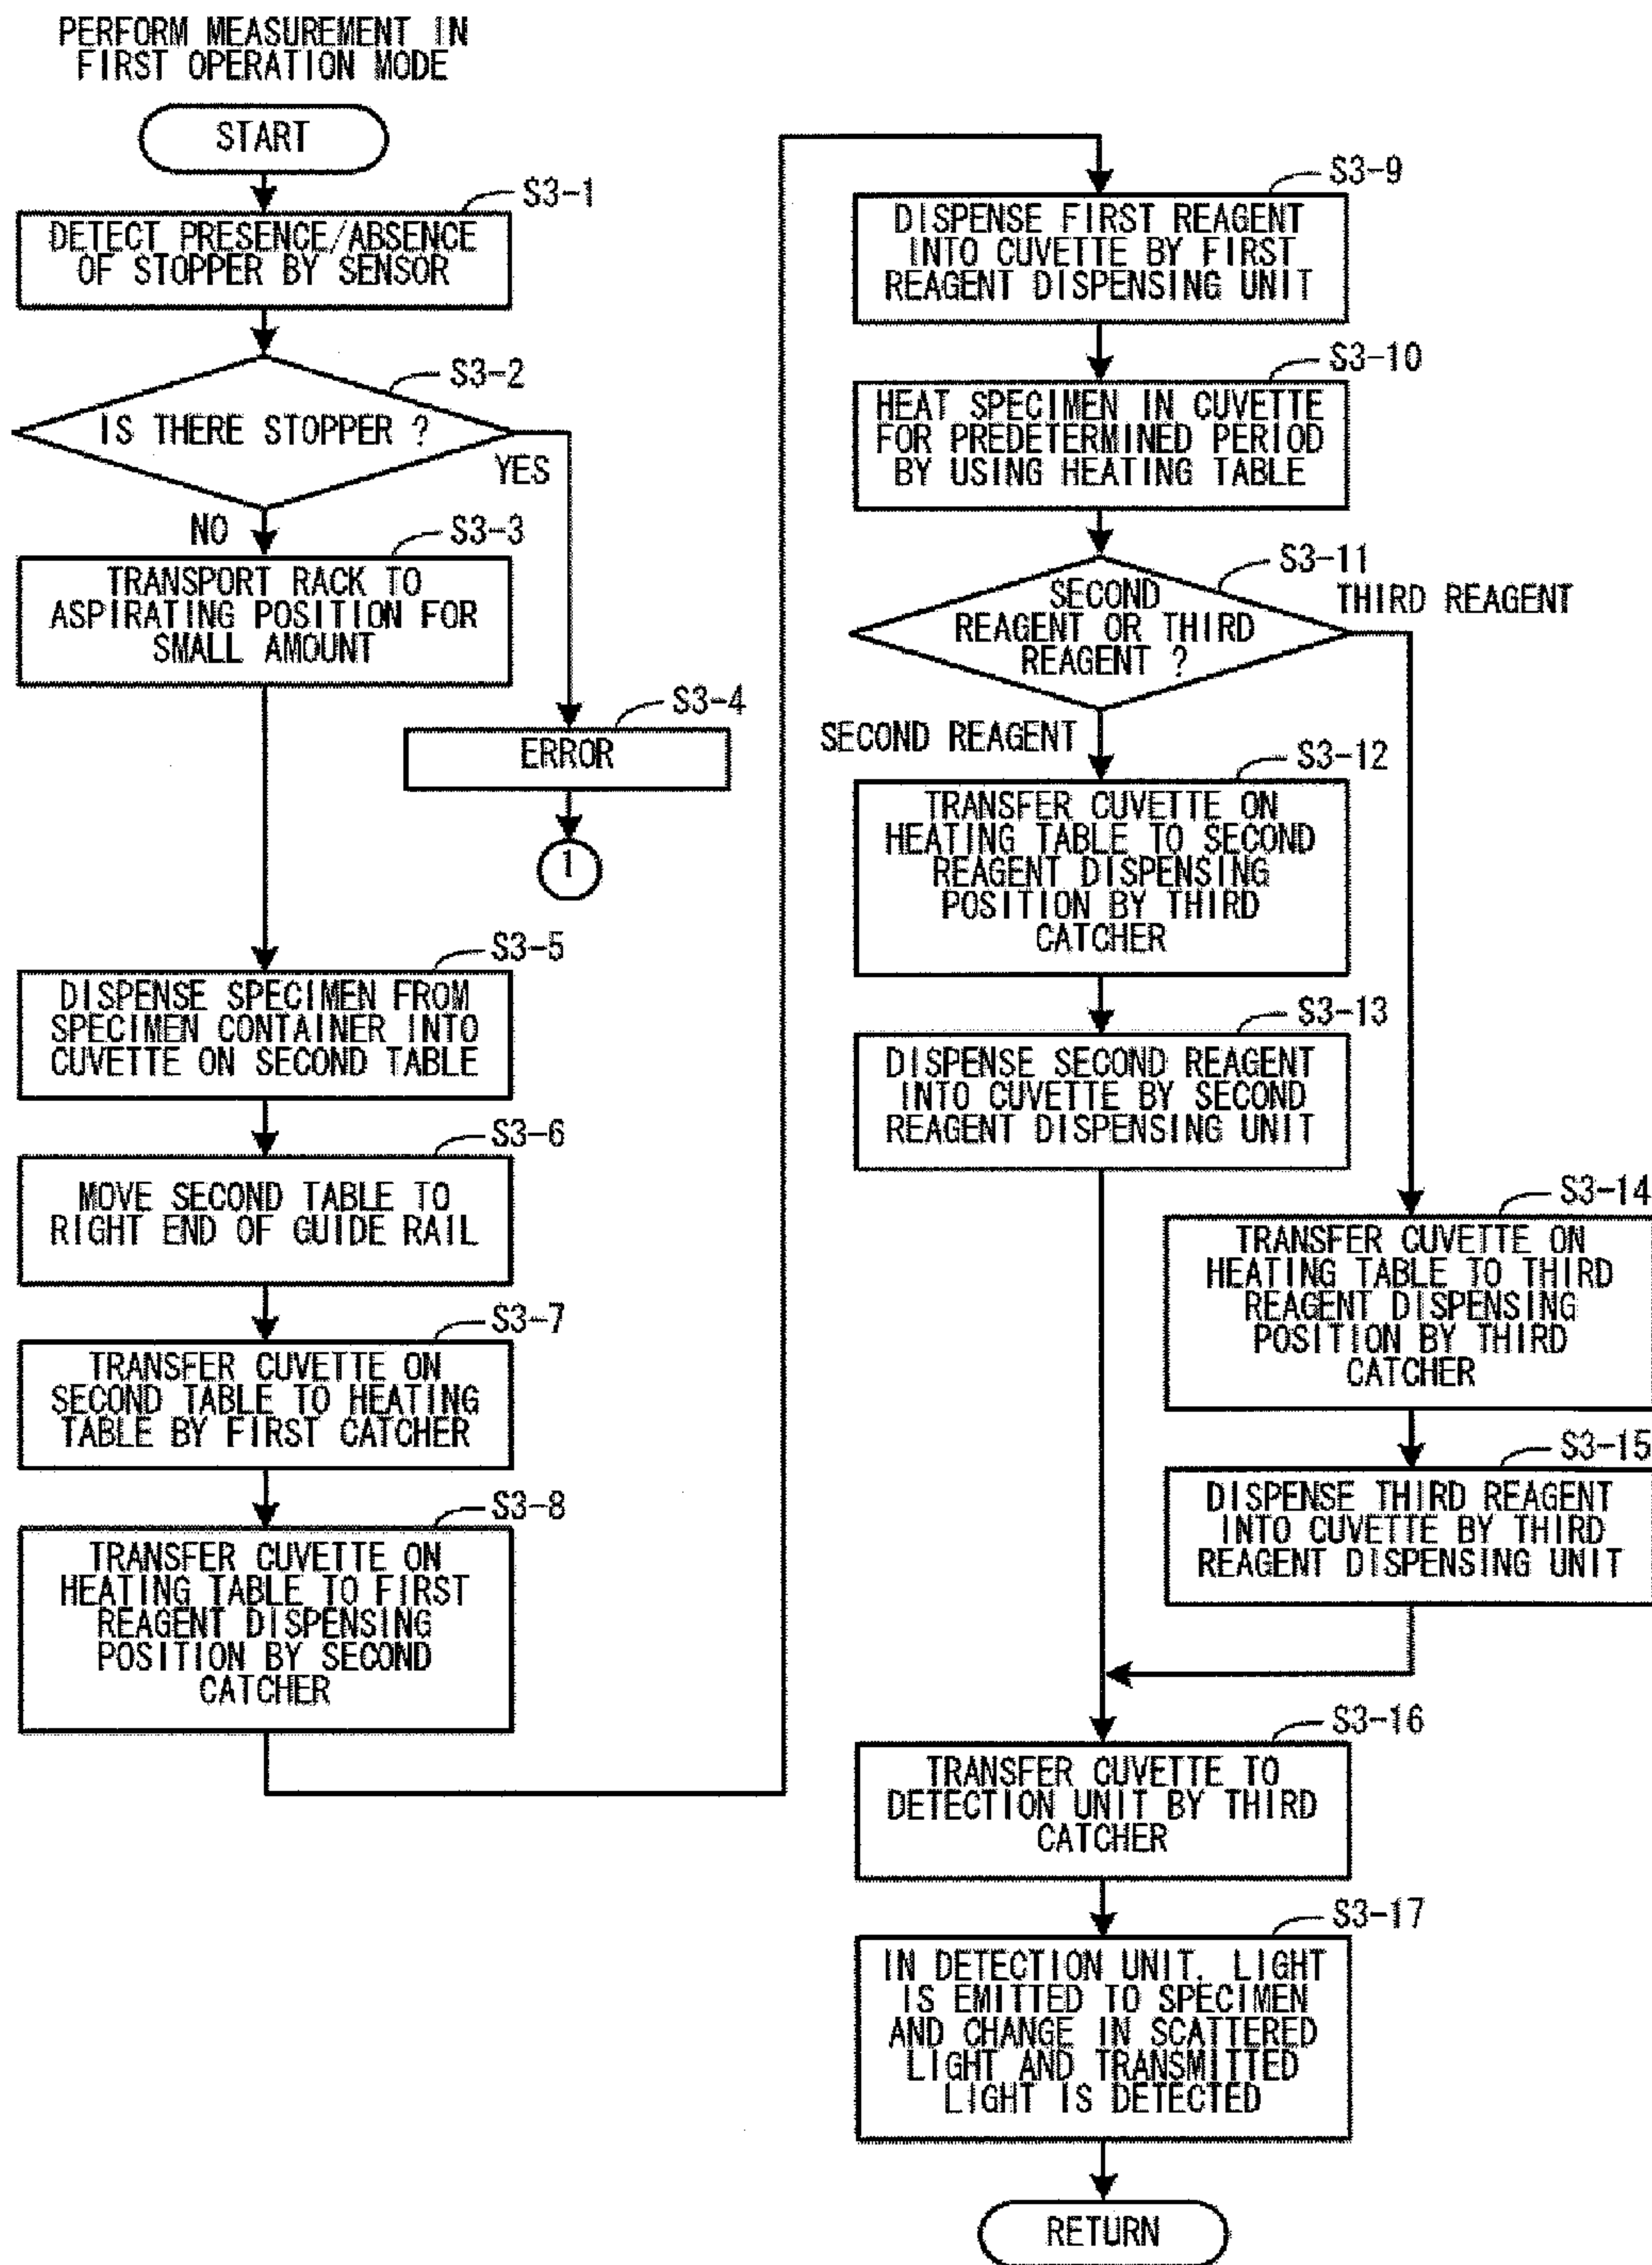 PERFORM MEASUREMENT IN
FIRST OPERATION MODE
START
S3-1
DETECT PRESENCE/ABSENCE
OF STOPPER BY SENSOR
S3-2
IS THERE STOPPER ?
YES
NO
S3-3
TRANSPORT RACK TO
ASPIRATING POSITION FOR
SMALL AMOUNT
S3-4
ERROR
1
S3-5
DISPENSE SPECIMEN FROM
SPECIMEN CONTAINER INTO
CUVETTE ON SECOND TABLE
S3-6
MOVE SECOND TABLE TO
RIGHT END OF GUIDE RAIL
S3-7
TRANSFER CUVETTE ON
SECOND TABLE TO HEATING
TABLE BY FIRST CATCHER
S3-8
TRANSFER CUVETTE ON
HEATING TABLE TO FIRST
REAGENT DISPENSING
POSITION BY SECOND
CATCHER
S3-9
DISPENSE FIRST REAGENT
INTO CUVETTE BY FIRST
REAGENT DISPENSING UNIT
S3-10
HEAT SPECIMEN IN CUVETTE
FOR PREDETERMINED PERIOD
BY USING HEATING TABLE
S3-11
SECOND
REAGENT OR THIRD
REAGENT ?
THIRD REAGENT
SECOND REAGENT
S3-12
TRANSFER CUVETTE ON
HEATING TABLE TO SECOND
REAGENT DISPENSING
POSITION BY THIRD
CATCHER
S3-13
DISPENSE SECOND REAGENT
INTO CUVETTE BY SECOND
REAGENT DISPENSING UNIT
S3-14
TRANSFER CUVETTE ON
HEATING TABLE TO THIRD
REAGENT DISPENSING
POSITION BY THIRD
CATCHER
S3-15
DISPENSE THIRD REAGENT
INTO CUVETTE BY THIRD
REAGENT DISPENSING UNIT
S3-16
TRANSFER CUVETTE TO
DETECTION UNIT BY THIRD
CATCHER
S3-17
IN DETECTION UNIT, LIGHT
IS EMITTED TO SPECIMEN
AND CHANGE IN SCATTERED
LIGHT AND TRANSMITTED
LIGHT IS DETECTED
RETURN